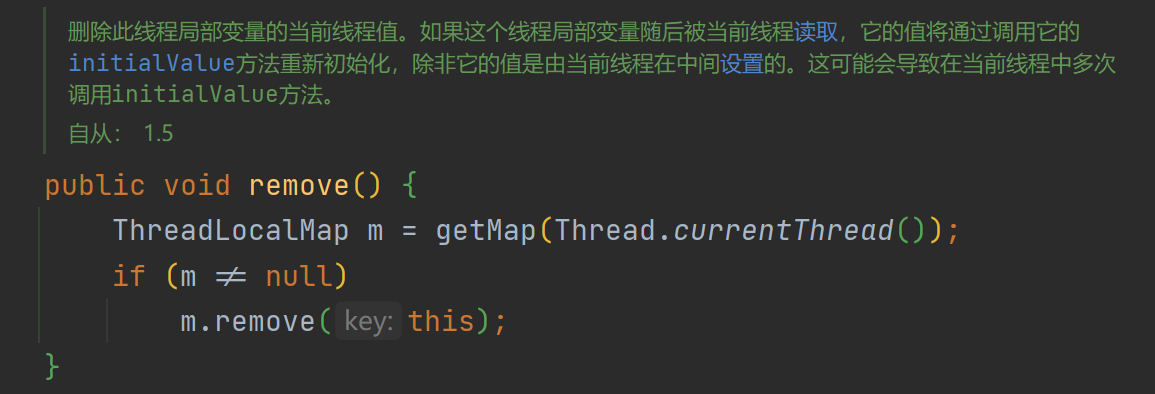 删除此线程局部变量的当前线程值。如果这个线程局部变量随后被当前线程读取，它的值将通过调用它的
initialValue方法重新初始化，除非它的值是由当前线程在中间设置的。这可能会导致在当前线程中多次
调用initialValue方法。
自从： 1.5
public void remove() {
ThreadLocalMap m = getMap(Thread.currentThread());
if (m ≠ null)
m.remove( key: this);
}